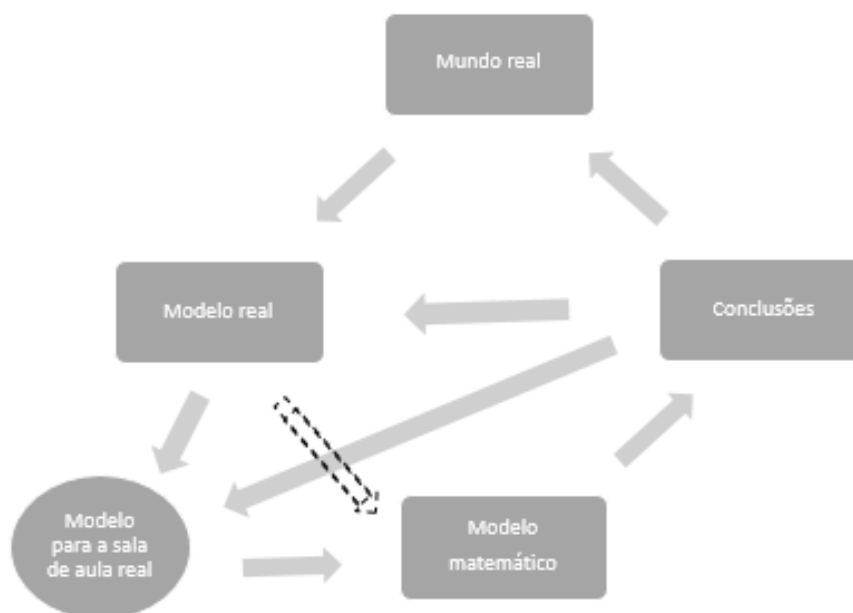 Mundo real
Modelo real
Conclusões
Modelo
para a sala
de aula real
Modelo
matemático